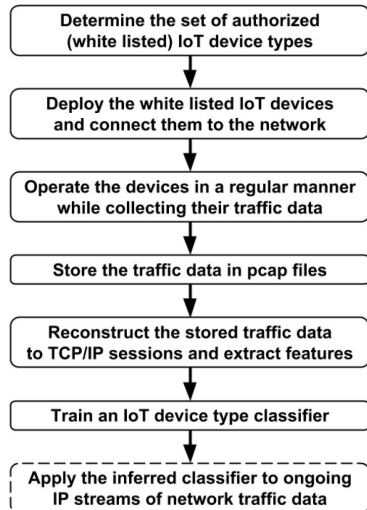 Determine the set of authorized
(white listed) IoT device types
Deploy the white listed IoT devices
and connect them to the network
Operate the devices in a regular manner
while collecting their traffic data
Store the traffic data in pcap files
Reconstruct the stored traffic data
to TCP/IP sessions and extract features
Train an IoT device type classifier
Apply the inferred classifier to ongoing
IP streams of network traffic data